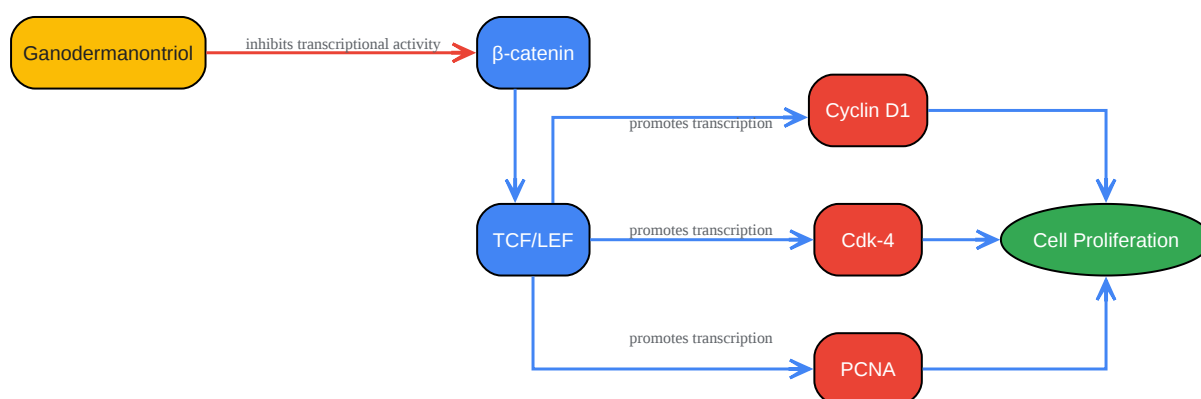 Ganodermanontriol
inhibits transcriptional activity
β-catenin
promotes transcription
Cyclin D1
TCF/LEF
promotes transcription
Cdk-4
Cell Proliferation
promotes transcription
PCNA